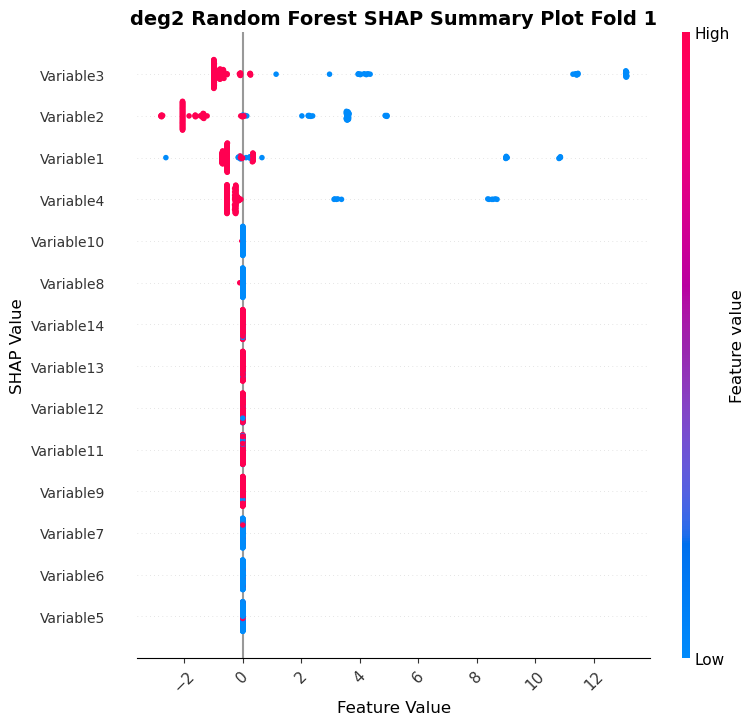 deg2 Random Forest SHAP Summary Plot Fold 1
High
Variable3
Variable2
Variable1
Variable4
Variable10
Variable8
Variable14
Variable13
Variable12
Variable11
Variable9
Variable7
Variable6
Variable5
SHAP Value
Feature value
Low
−2
0
2
4
6
8
10
12
Feature Value